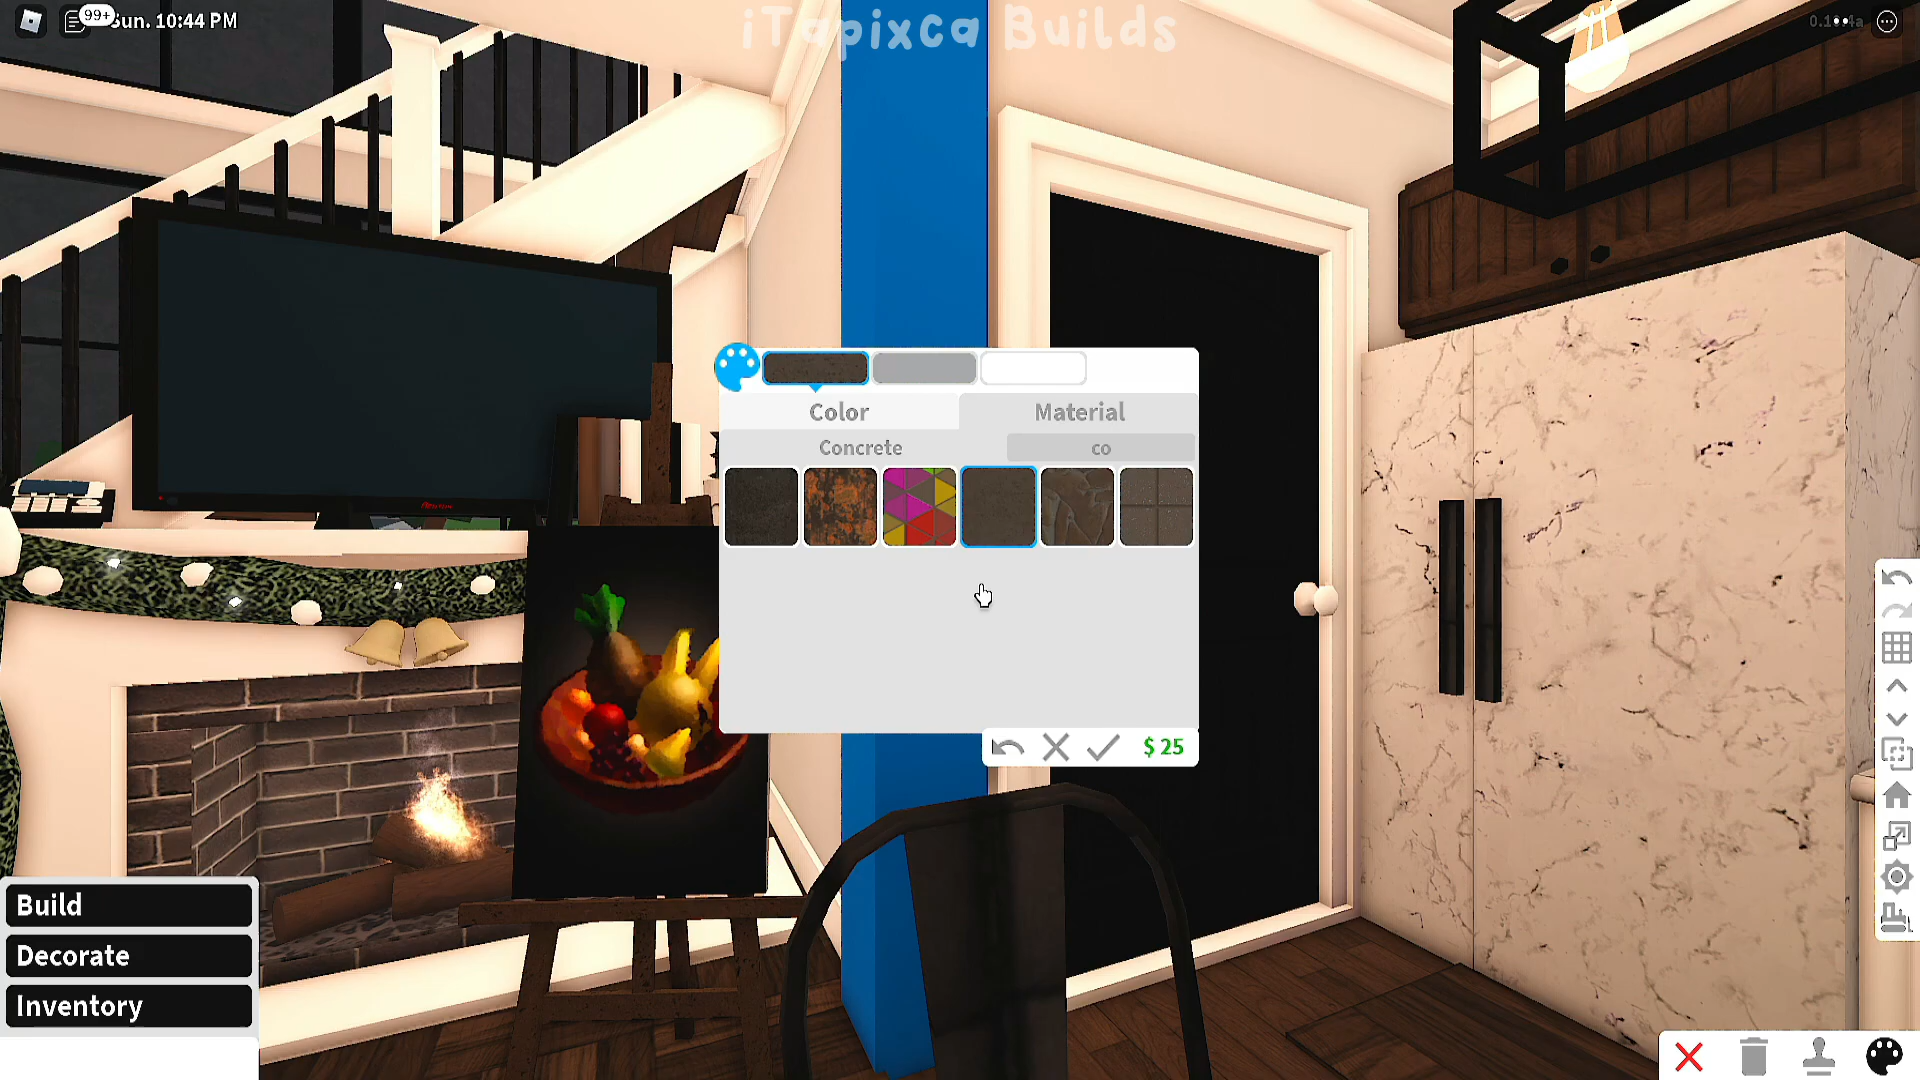 99+
Sun. 10:44 PM
iTapixca Builds
Color
Material
Concrete
co
$ 25
Build
Decorate
Inventory